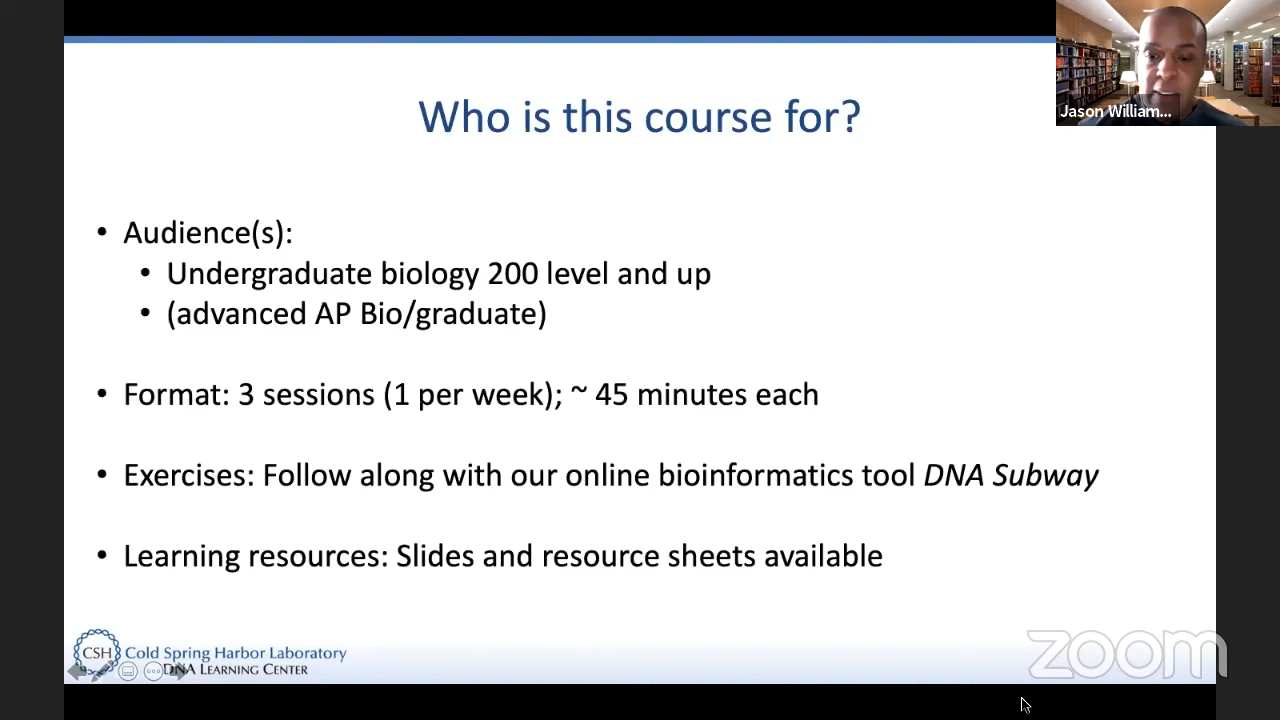 Who is this course for?
Jason William...
• Audience(s):
• Undergraduate biology 200 level and up
• (advanced AP Bio/graduate)
• Format: 3 sessions (1 per week); ~ 45 minutes each
• Exercises: Follow along with our online bioinformatics tool DNA Subway
• Learning resources: Slides and resource sheets available
CSH Cold Spring Harbor Laboratory
DNA LEARNING CENTER
zoom